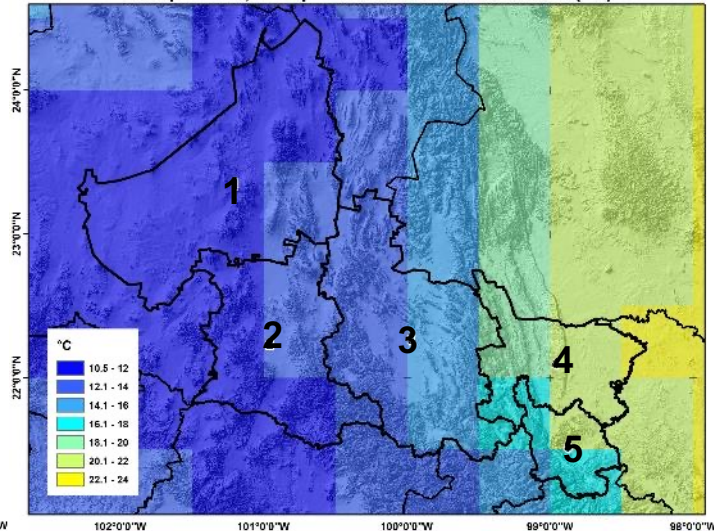 24°0'0"N
23°0'0"N
22°0'0"N
1
2
3
4
5
°C
10.5 - 12
12.1 - 14
14.1 - 16
16.1 - 18
18.1 - 20
20.1 - 22
22.1 - 24
W
102°0'0"W
101°0'0"W
100°0'0"W
99°0'0"W
98°0'0"W